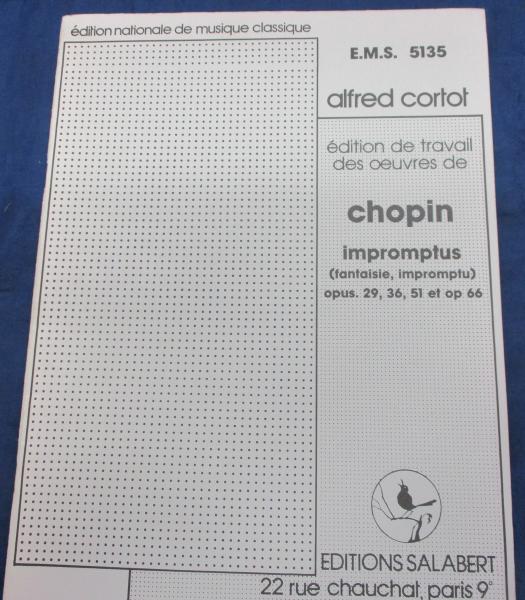 édition nationale de musique classique
E.M.S. 5135
alfred cortot
édition de travail
des oeuvres de
chopin
impromptus
(fantaisie, impromptu)
opus. 29, 36, 51 et op 66
EDITIONS SALABERT
22 rue chauchat, paris 9°